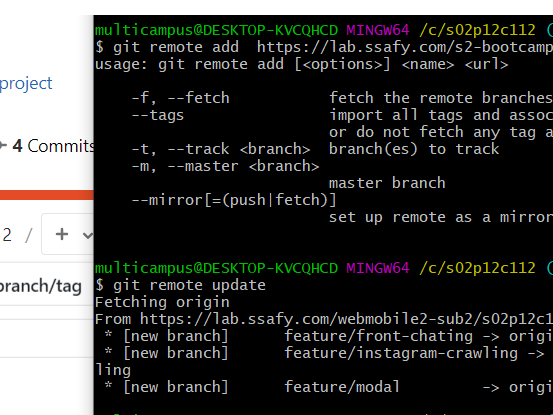 project
4 Commits
2 / +
branch/tag
multicampus@DESKTOP-KVCQHCD MINGW64 /c/s02p12c112 (
$ git remote add  https://lab.ssafy.com/s2-bootcamp
usage: git remote add [<options>] <name> <url>
-f, --fetch fetch the remote branches
--tags import all tags and assoc
or do not fetch any tag a
-t, --track <branch> branch(es) to track
-m, --master <branch>
master branch
--mirror[=(push|fetch)]
set up remote as a mirror
multicampus@DESKTOP-KVCQHCD MINGW64 /c/s02p12c112 (
$ git remote update
Fetching origin
From https://lab.ssafy.com/webmobile2-sub2/s02p12c1
* [new branch] feature/front-chating -> origi
* [new branch] feature/instagram-crawling ->
ling
* [new branch] feature/modal -> origi